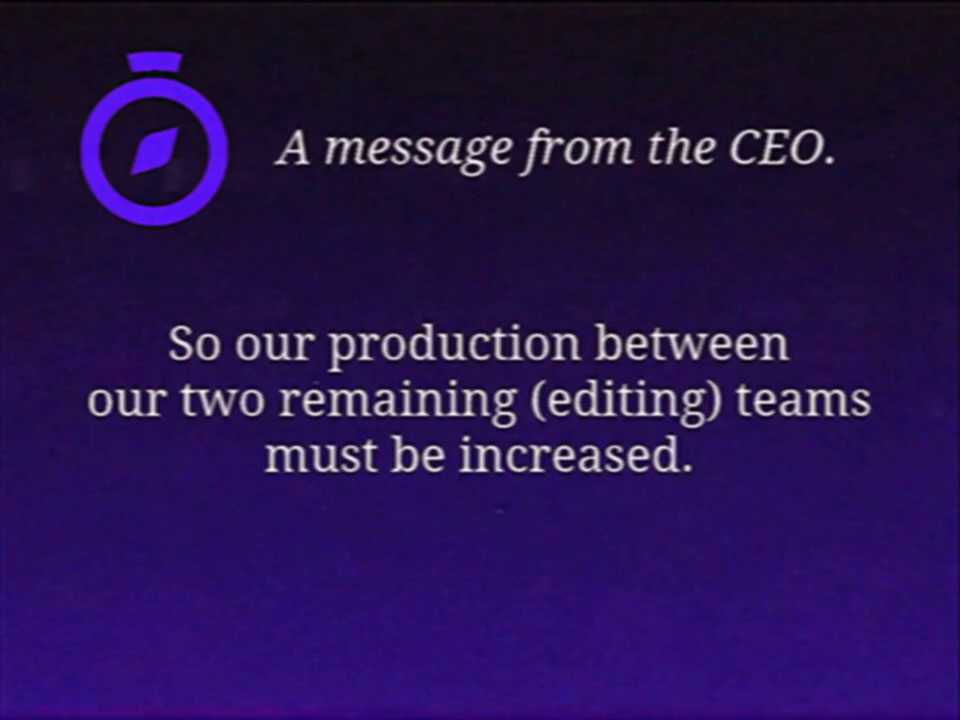 A message from the CEO.
So our production between
our two remaining (editing) teams
must be increased.